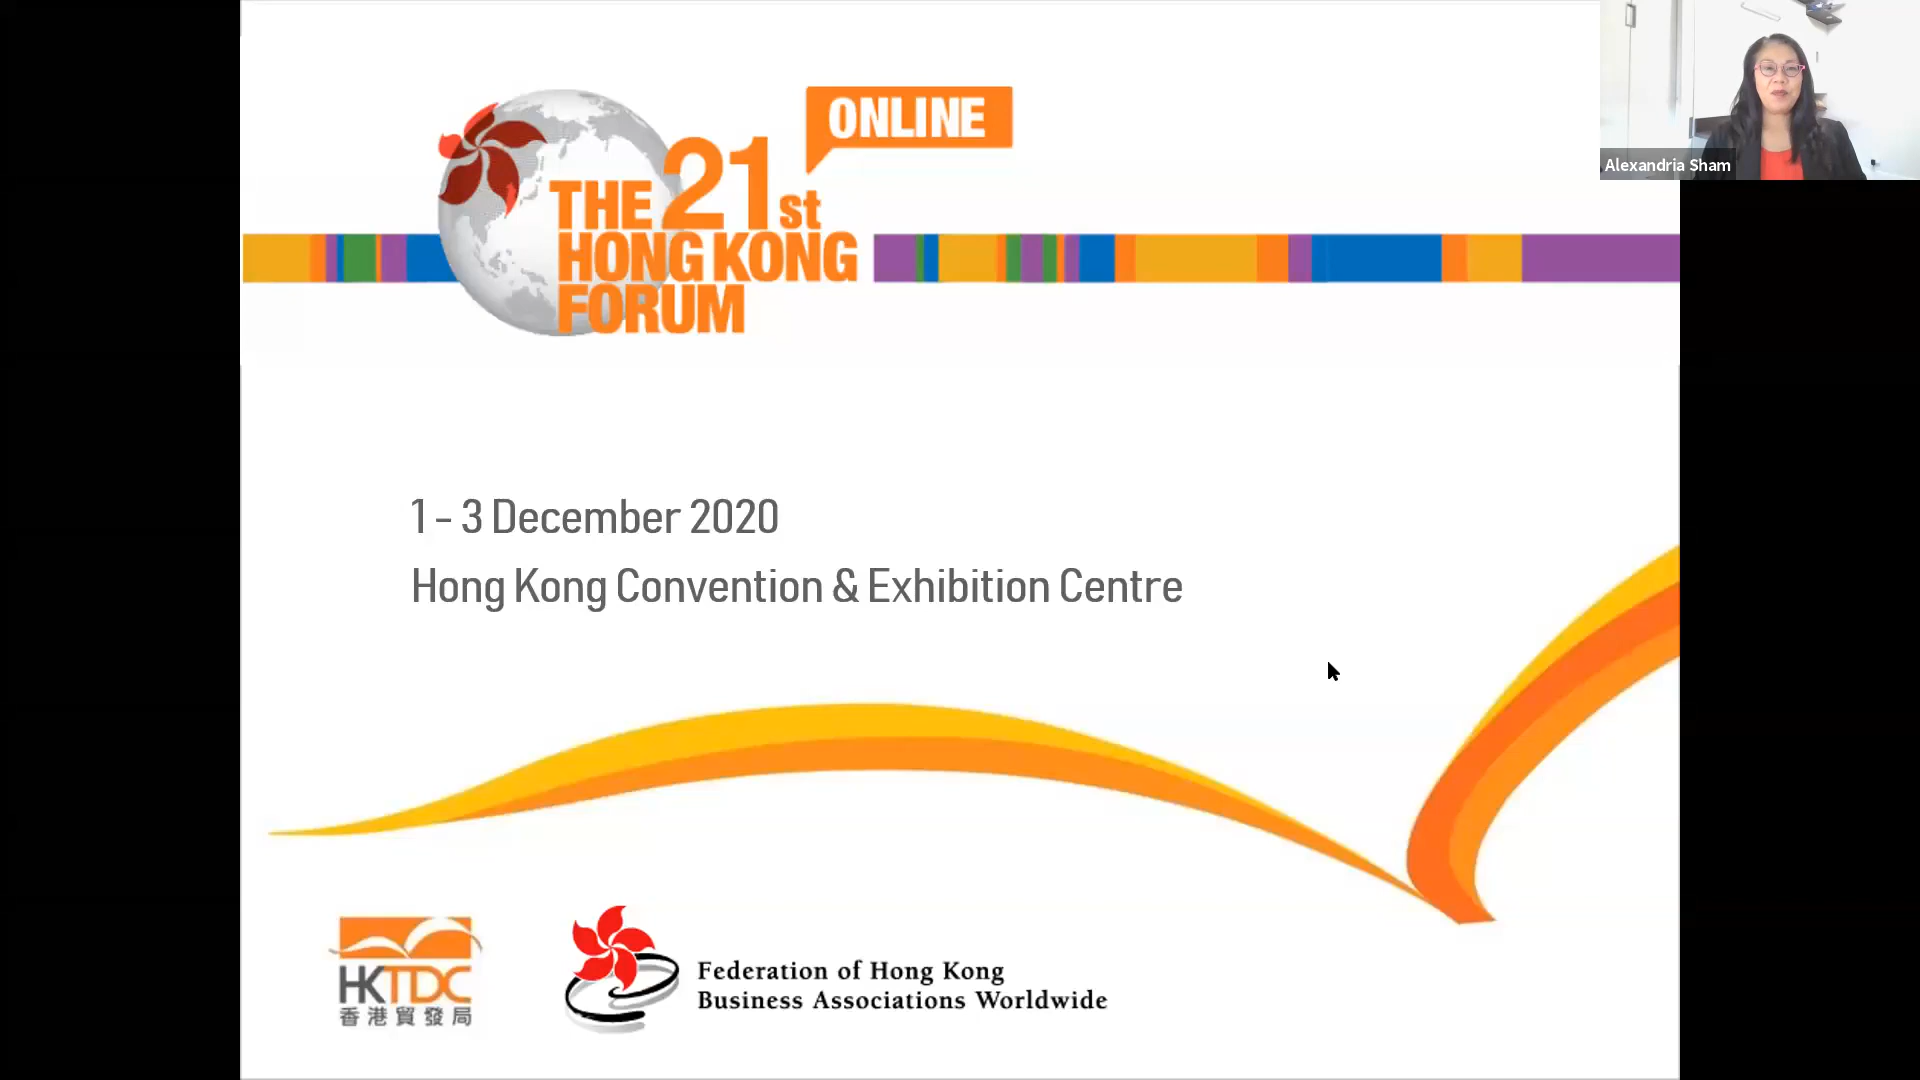 ONLINE
THE 21st
HONG KONG
FORUM
Alexandria Sham
1 - 3 December 2020
Hong Kong Convention & Exhibition Centre
HKTDC
香港貿發局
Federation of Hong Kong
Business Associations Worldwide